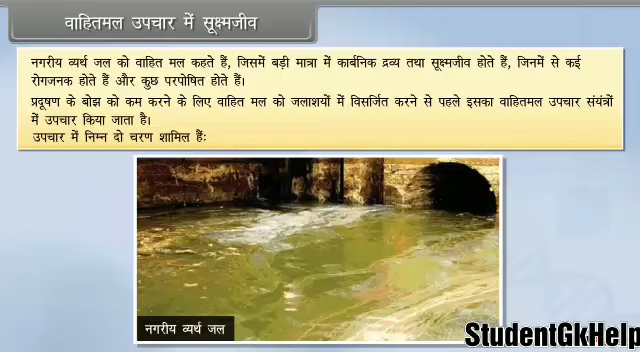 वाहितमल उपचार में सूक्ष्मजीव
नगरीय व्यर्थ जल को वाहित मल कहते हैं, जिसमें बड़ी मात्रा में कार्बनिक द्रव्य तथा सूक्ष्मजीव होते हैं, जिनमें से कई
रोगजनक होते हैं और कुछ परपोषित होते हैं।
प्रदूषण के बोझ को कम करने के लिए वाहित मल को जलाशयों में विसर्जित करने से पहले इसका वाहितमल उपचार संयंत्रों
में उपचार किया जाता है।
उपचार में निम्न दो चरण शामिल हैंः
नगरीय व्यर्थ जल
StudentGkHelp